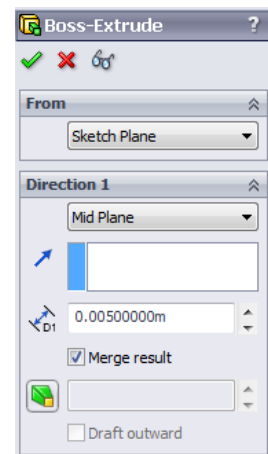 Boss-Extrude ?
From
Sketch Plane
Direction 1
Mid Plane
D1 0.00500000m
Merge result
Draft outward